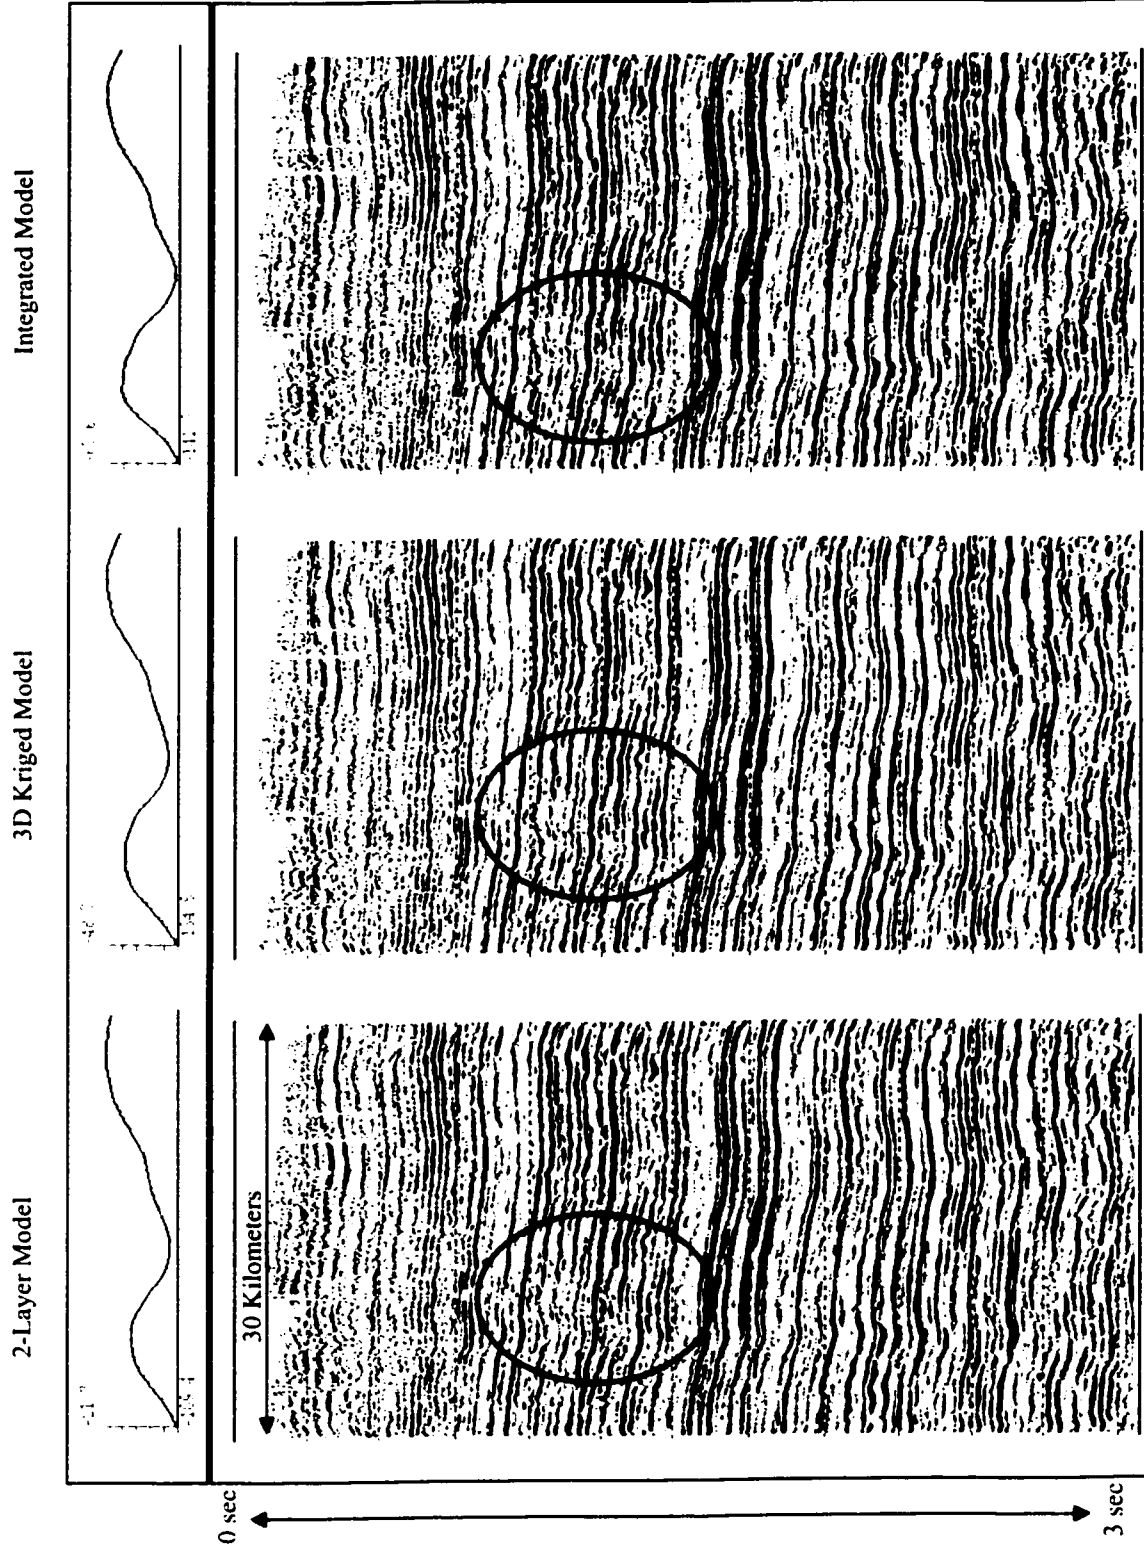 2-Layer Model
3D Kriged Model
Integrated Model
30 Kilometers
0 sec
3 sec